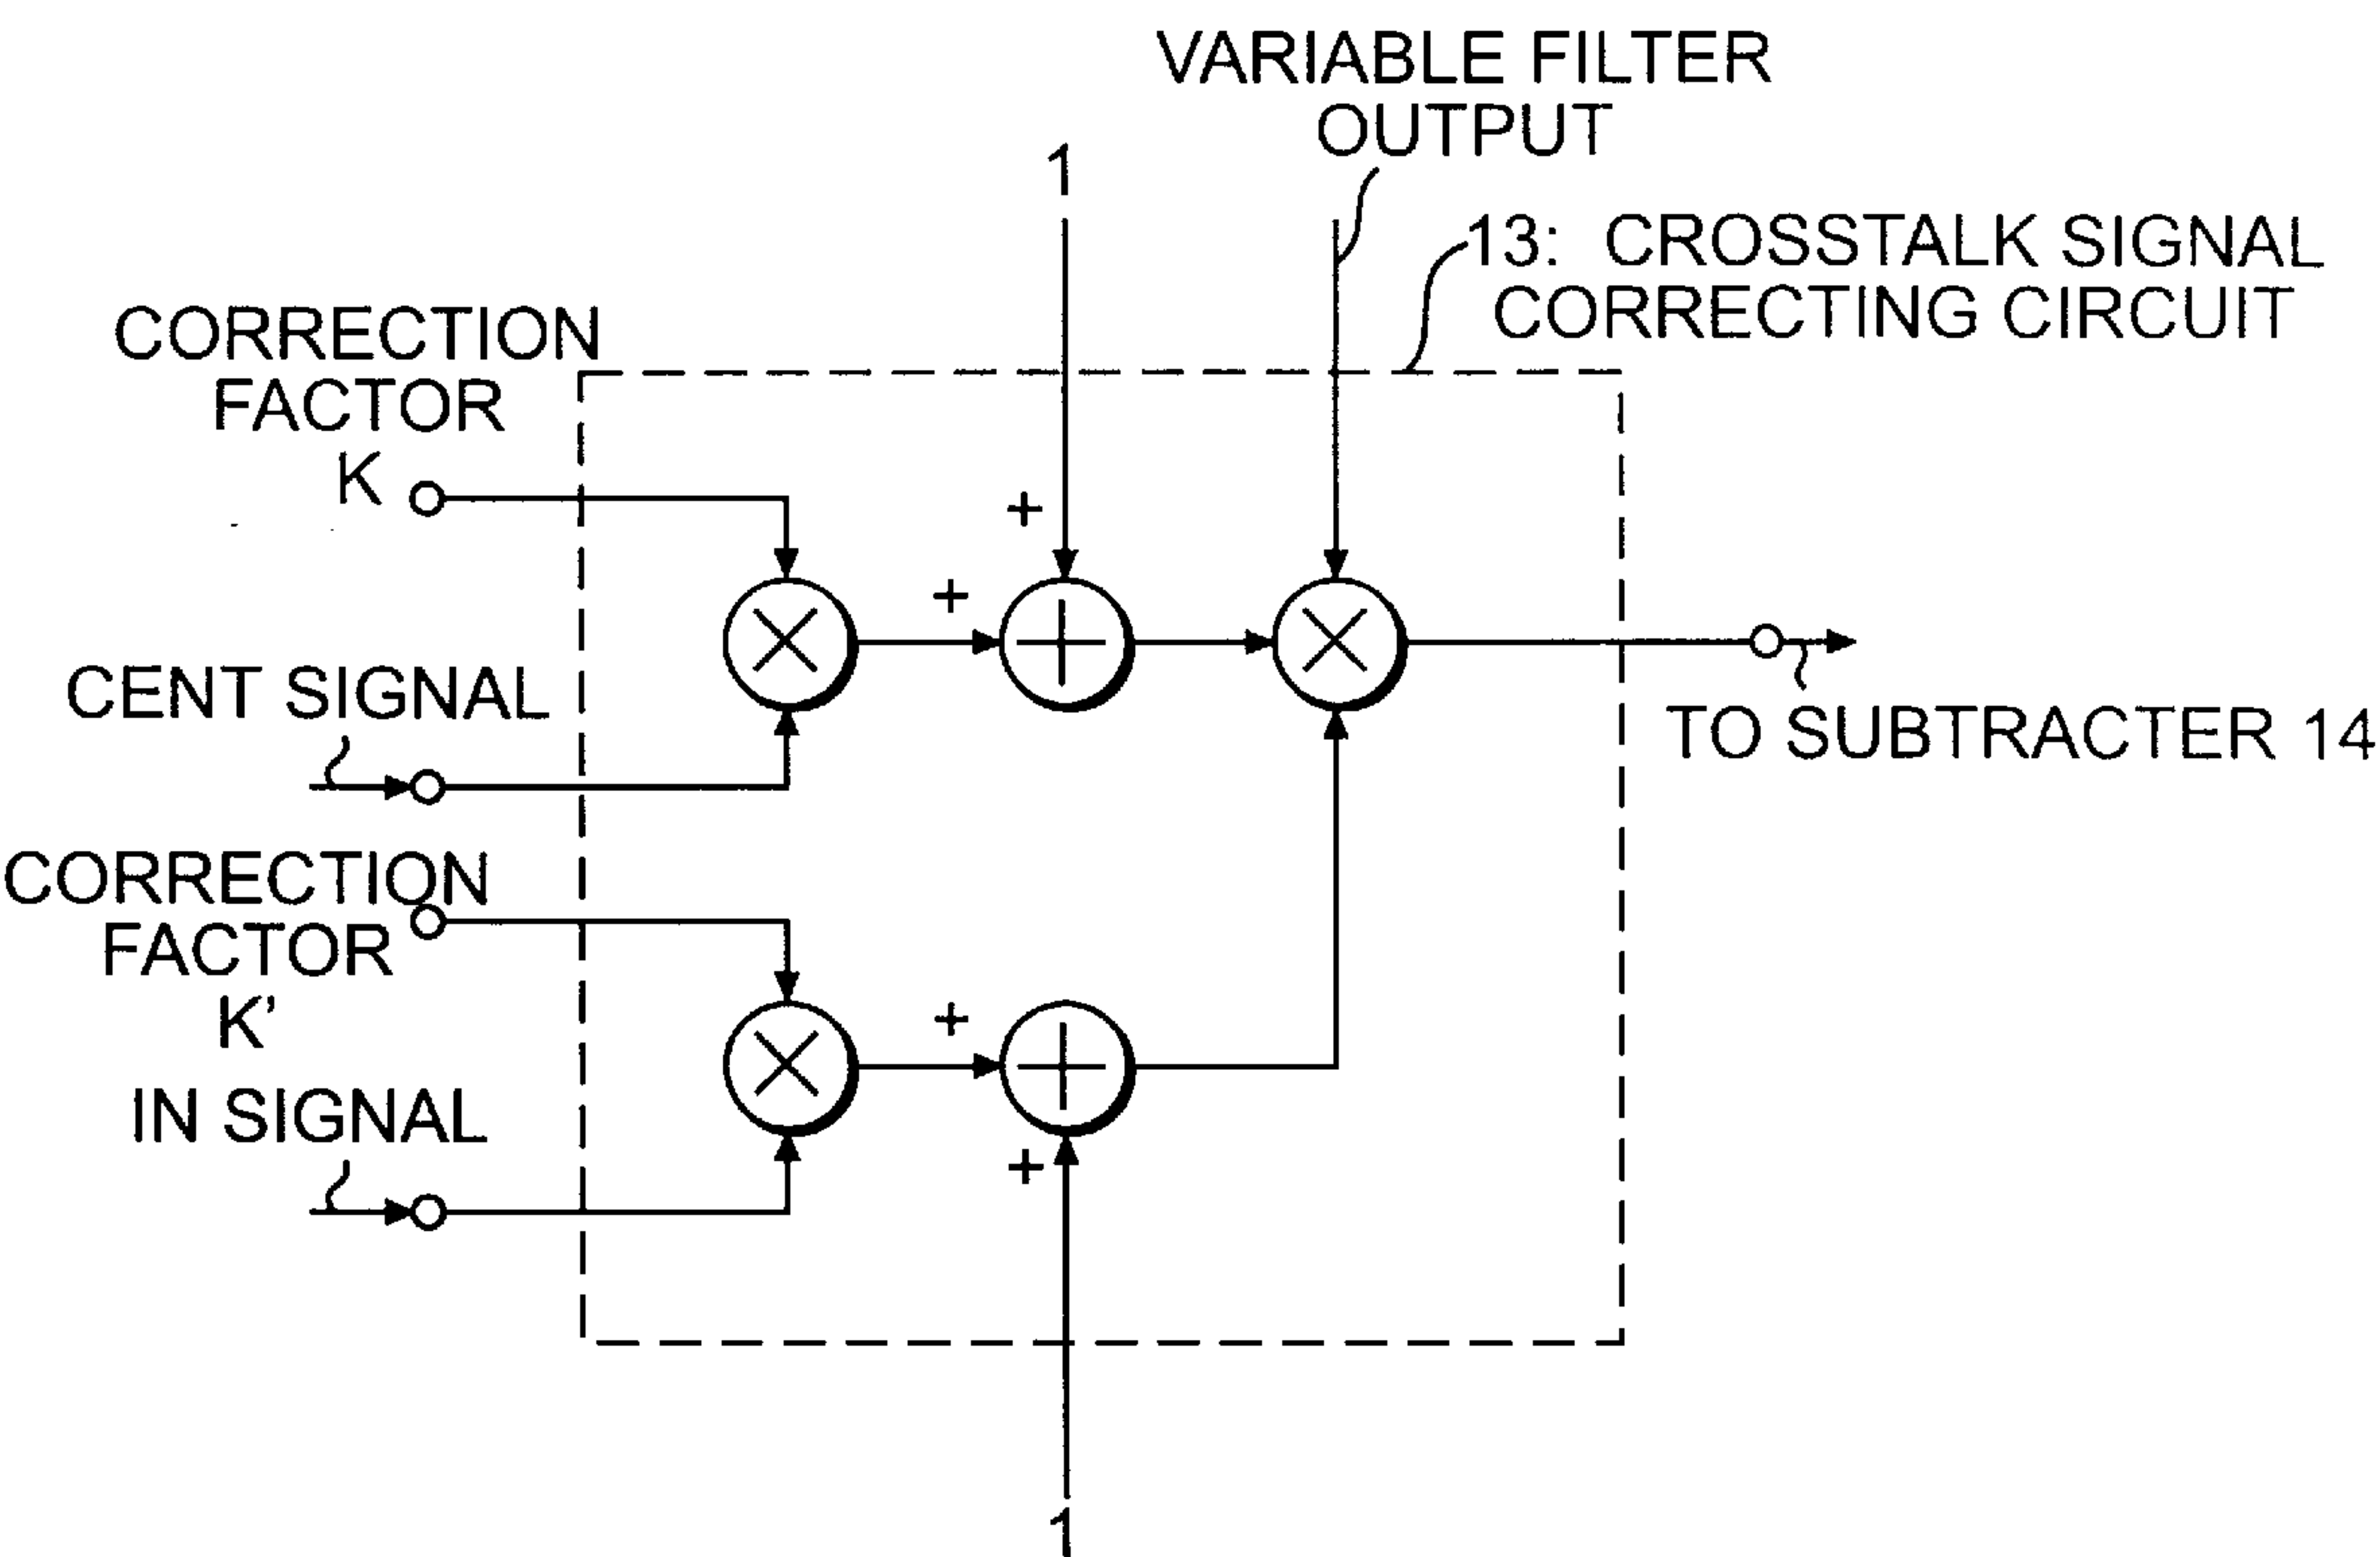 VARIABLE FILTER
OUTPUT
1
13: CROSSTALK SIGNAL
CORRECTING CIRCUIT
CORRECTION
FACTOR
K
+
+
CENT SIGNAL
TO SUBTRACTER 14
CORRECTION
FACTOR
K'
+
IN SIGNAL
+
1